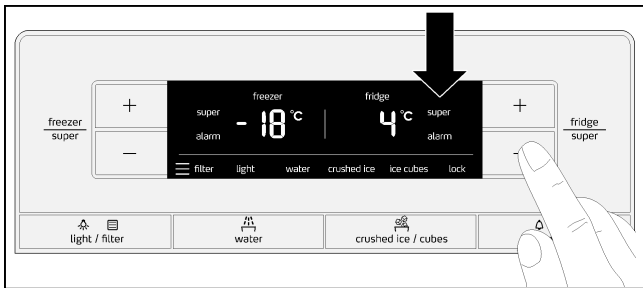 freezer
super
+
−
freezer
super
alarm
-18 °C
fridge
4 °C
super
alarm
filter light water crushed ice ice cubes lock
+
−
fridge
super
light / filter
water
crushed ice / cubes